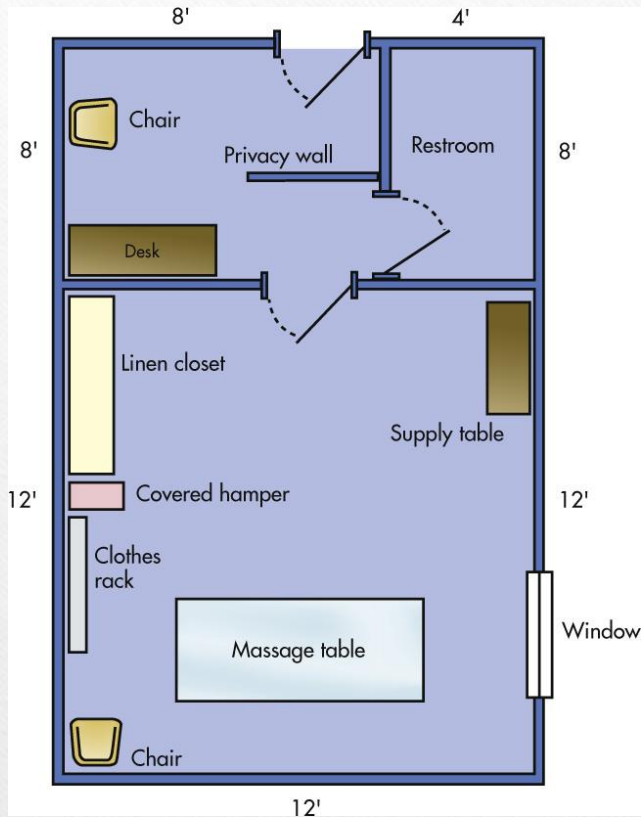 8'
4'
Chair
8'
Privacy wall
Restroom
8'
Desk
Linen closet
Supply table
Covered hamper
12'
12'
Clothes
rack
Massage table
Window
Chair
12'